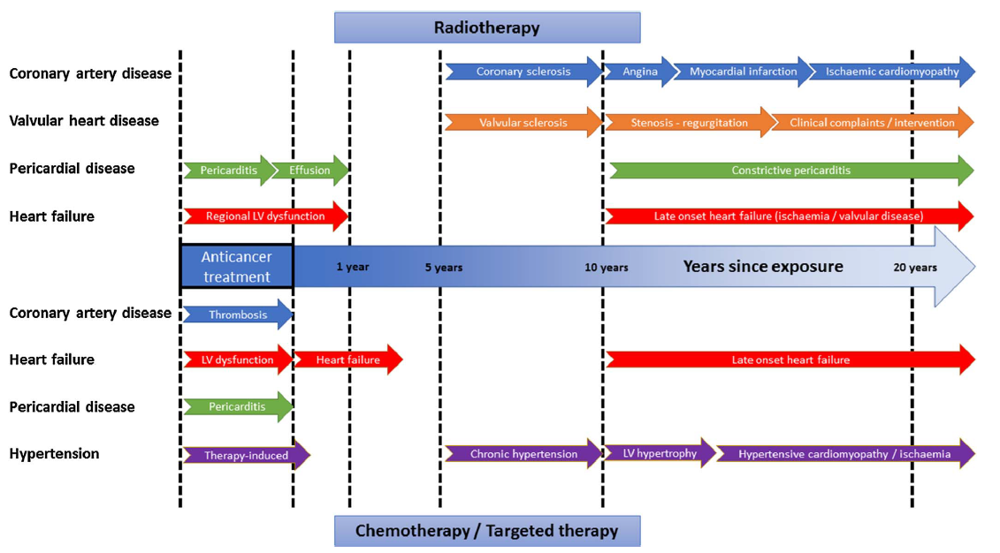 Radiotherapy
Coronary artery disease
Coronary sclerosis
Angina
Myocardial infarction
Ischaemic cardiomyopathy
Valvular heart disease
Valvular sclerosis
Stenosis - regurgitation
Clinical complaints / intervention
Pericardial disease
Pericarditis
Effusion
Constrictive pericarditis
Heart failure
Regional LV dysfunction
Late onset heart failure (ischaemia / valvular disease)
Anticancer
treatment
1 year
5 years
10 years
Years since exposure
20 years
Coronary artery disease
Thrombosis
Heart failure
LV dysfunction
Heart failure
Late onset heart failure
Pericardial disease
Pericarditis
Hypertension
Therapy-induced
Chronic hypertension
LV hypertrophy
Hypertensive cardiomyopathy / ischaemia
Chemotherapy / Targeted therapy